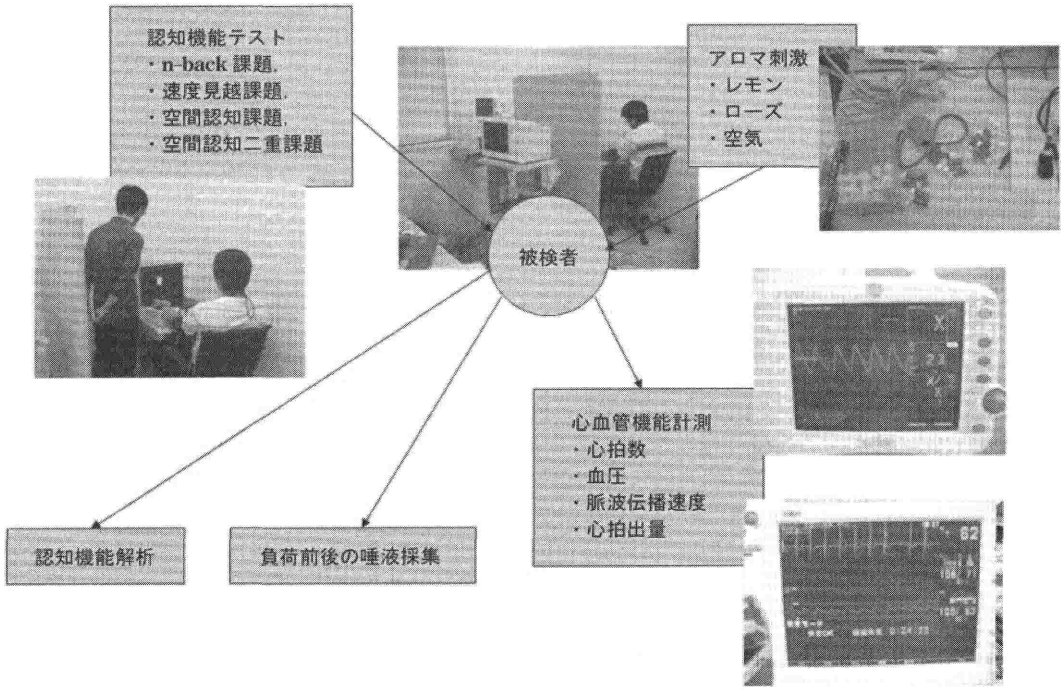 認知機能テスト
・n-back 課題,
・速度見越課題,
・空間認知課題,
・空間認知二重課題
アロマ刺激
・レモン
・ローズ
・空気
被検者
心血管機能計測
・心拍数
・血圧
・脈波伝播速度
・心拍出量
認知機能解析
負荷前後の唾液採集
62